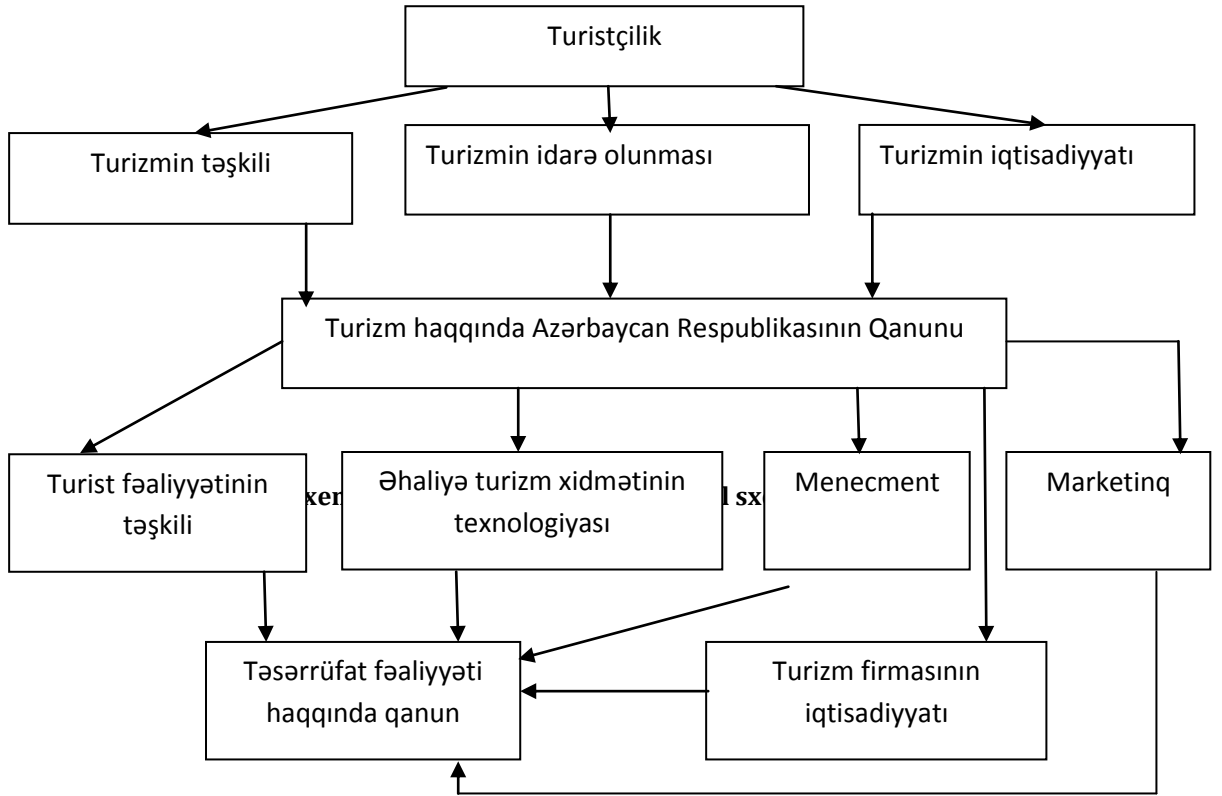 Turistçilik
Turizmin təşkili
Turizmin idarə olunması
Turizmin iqtisadiyyatı
Turizm haqqında Azərbaycan Respublikasının Qanunu
Turist fəaliyyətinin
təşkili
Əhaliyə turizm xidmətinin
texnologiyası
Menecment
Marketinq
Təsərrüfat fəaliyyəti
haqqında qanun
Turizm firmasının
iqtisadiyyatı